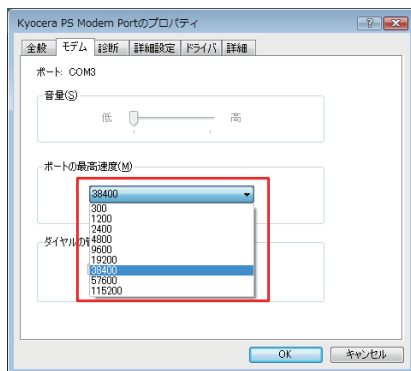 Kyocera PS Modem Portのプロパティ
全般 モデム 診断 詳細設定 ドライバ 詳細
ポート: COM3
音量(S)
低 高
ポートの最高速度(M)
38400
300
1200
2400
4800
9600
19200
38400
57600
115200
ダイヤルの
OK キャンセル